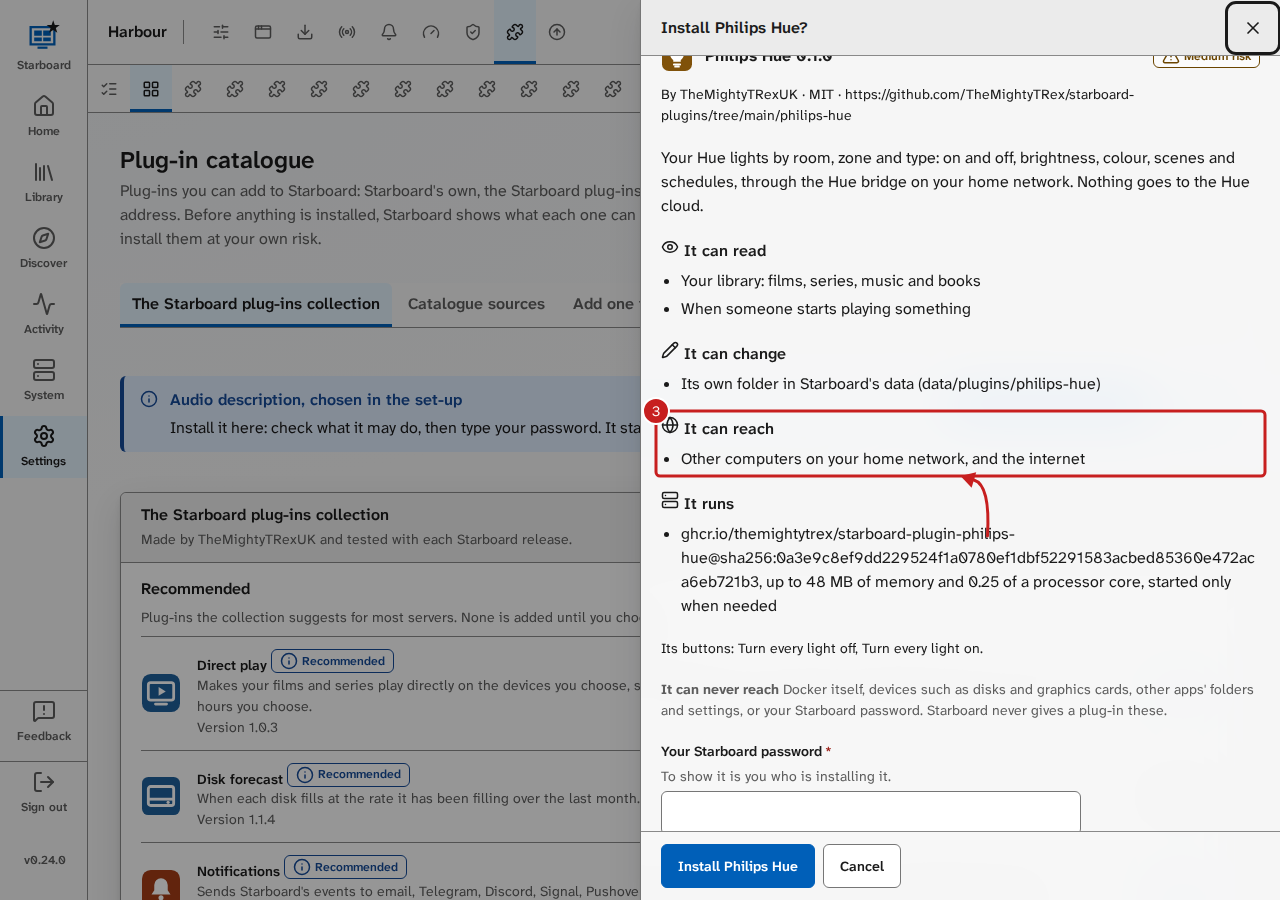 Starboard
Home
Library
Discover
Activity
System
Settings
Feedback
Sign out
v0.24.0
Harbour
Plug-in catalogue
Plug-ins you can add to Starboard: Starboard's own, the Starboard plug-ins
address. Before anything is installed, Starboard shows what each one can
install them at your own risk.
The Starboard plug-ins collection
Catalogue sources
Add one
Audio description, chosen in the set-up
Install it here: check what it may do, then type your password. It sta
The Starboard plug-ins collection
Made by TheMightyTRexUK and tested with each Starboard release.
Recommended
Plug-ins the collection suggests for most servers. None is added until you cho
Direct play
Recommended
Makes your films and series play directly on the devices you choose, s
hours you choose.
Version 1.0.3
Disk forecast
Recommended
When each disk fills at the rate it has been filling over the last month.
Version 1.1.4
Notifications
Recommended
Sends Starboard's events to email, Telegram, Discord, Signal, Pushove
Install Philips Hue?
Philips Hue 0.1.0
Medium risk
By TheMightyTRexUK · MIT · https://github.com/TheMightyTRex/starboard-
plugins/tree/main/philips-hue
Your Hue lights by room, zone and type: on and off, brightness, colour, scenes and
schedules, through the Hue bridge on your home network. Nothing goes to the Hue
cloud.
It can read
• Your library: films, series, music and books
• When someone starts playing something
It can change
• Its own folder in Starboard's data (data/plugins/philips-hue)
3
It can reach
• Other computers on your home network, and the internet
It runs
• ghcr.io/themightytrex/starboard-plugin-philips-
hue@sha256:0a3e9c8ef9dd229524f1a0780ef1dbf52291583acbed85360e472ac
a6eb721b3, up to 48 MB of memory and 0.25 of a processor core, started only
when needed
Its buttons: Turn every light off, Turn every light on.
It can never reach Docker itself, devices such as disks and graphics cards, other apps' folders
and settings, or your Starboard password. Starboard never gives a plug-in these.
Your Starboard password *
To show it is you who is installing it.
Install Philips Hue
Cancel